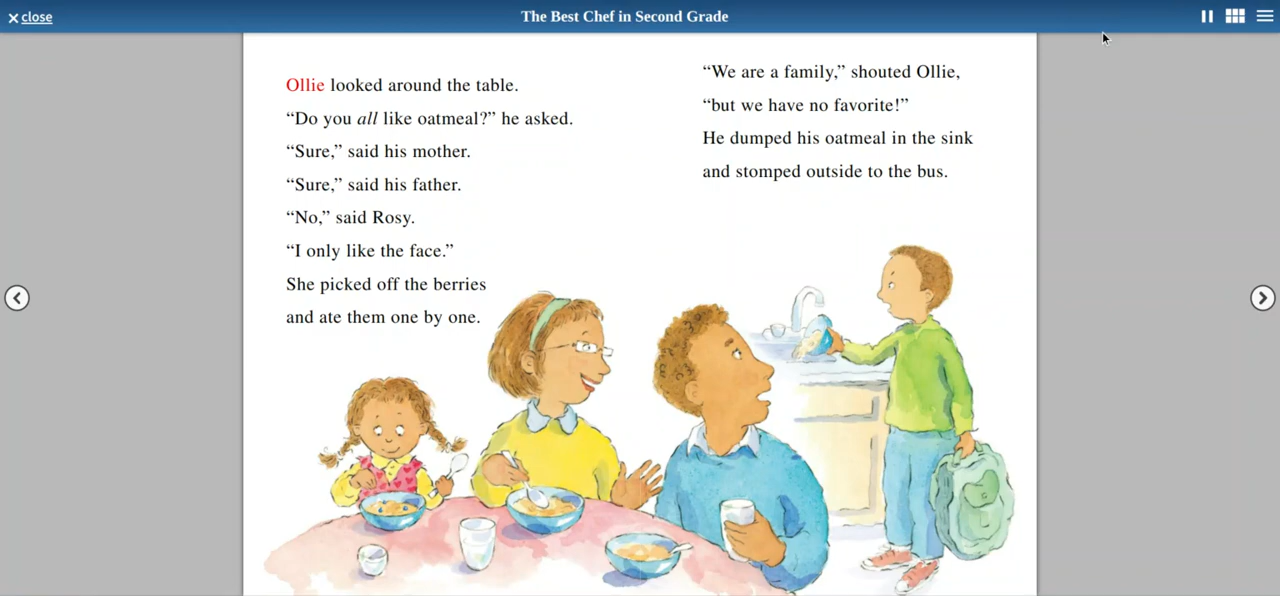 close
The Best Chef in Second Grade
Ollie looked around the table.
“Do you all like oatmeal?” he asked.
“Sure,” said his mother.
“Sure,” said his father.
“No,” said Rosy.
“I only like the face.”
She picked off the berries
and ate them one by one.
“We are a family,” shouted Ollie,
“but we have no favorite!”
He dumped his oatmeal in the sink
and stomped outside to the bus.